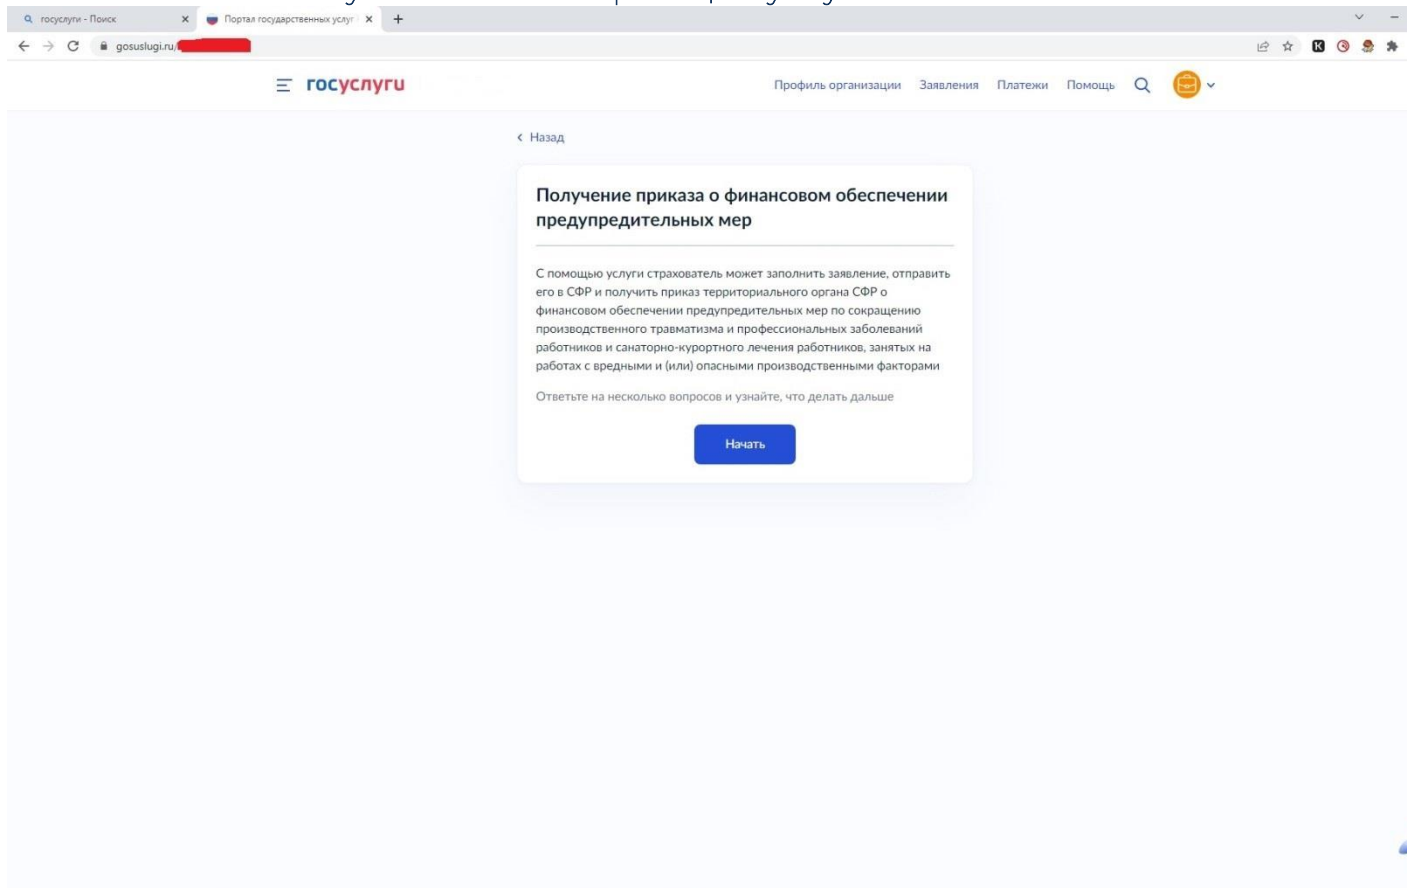 госуслуги - Поиск
Портал государственных услуг
gosuslugi.ru/
госуслуги
Профиль организации Заявления Платежи Помощь
Назад
Получение приказа о финансовом обеспечении
предупредительных мер
С помощью услуги страхователь может заполнить заявление, отправить
его в СФР и получить приказ территориального органа СФР о
финансовом обеспечении предупредительных мер по сокращению
производственного травматизма и профессиональных заболеваний
работников и санаторно-курортного лечения работников, занятых на
работах с вредными и (или) опасными производственными факторами
Ответьте на несколько вопросов и узнайте, что делать дальше
Начать